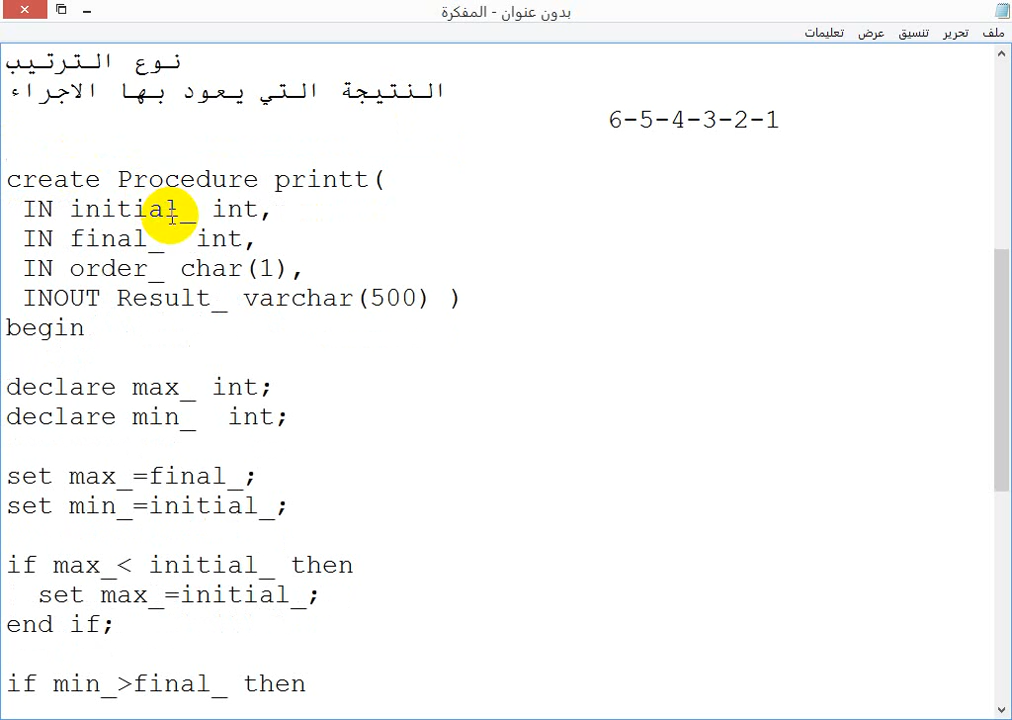 بدون عنوان - المفكرة
ملف تحرير تنسيق عرض تعليمات
نوع الترتيب
النتيجة التي يعود بها الاجراء
6-5-4-3-2-1
create Procedure printt(
IN initial_ int,
IN final_  int,
IN order_ char(1),
INOUT Result_ varchar(500) )
begin
declare max_ int;
declare min_  int;
set max_=final_;
set min_=initial_;
if max_< initial_ then
set max_=initial_;
end if;
if min_>final_ then